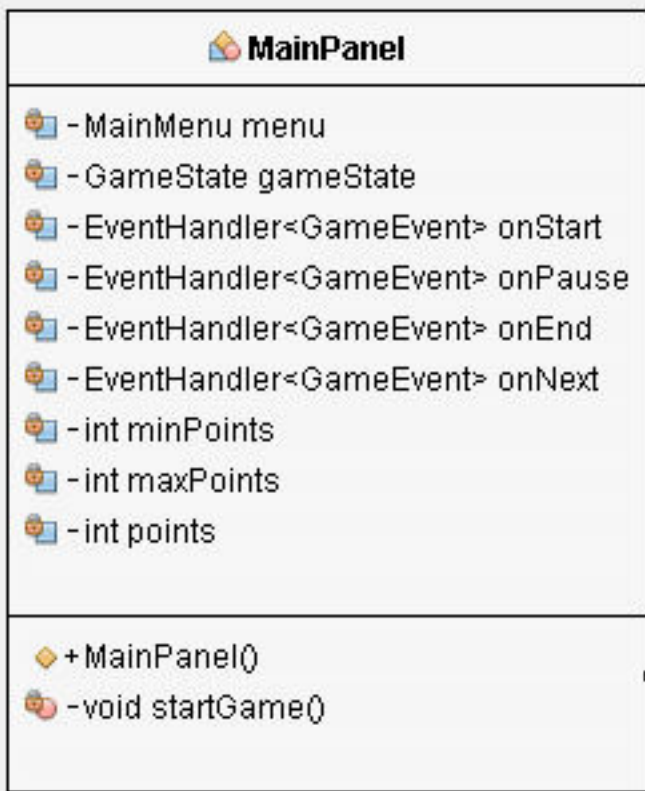 MainPanel
-MainMenu menu
-GameState gameState
-EventHandler<GameEvent> onStart
-EventHandler<GameEvent> onPause
-EventHandler<GameEvent> onEnd
-EventHandler<GameEvent> onNext
-int minPoints
-int maxPoints
-int points
+MainPanel()
-void startGame()